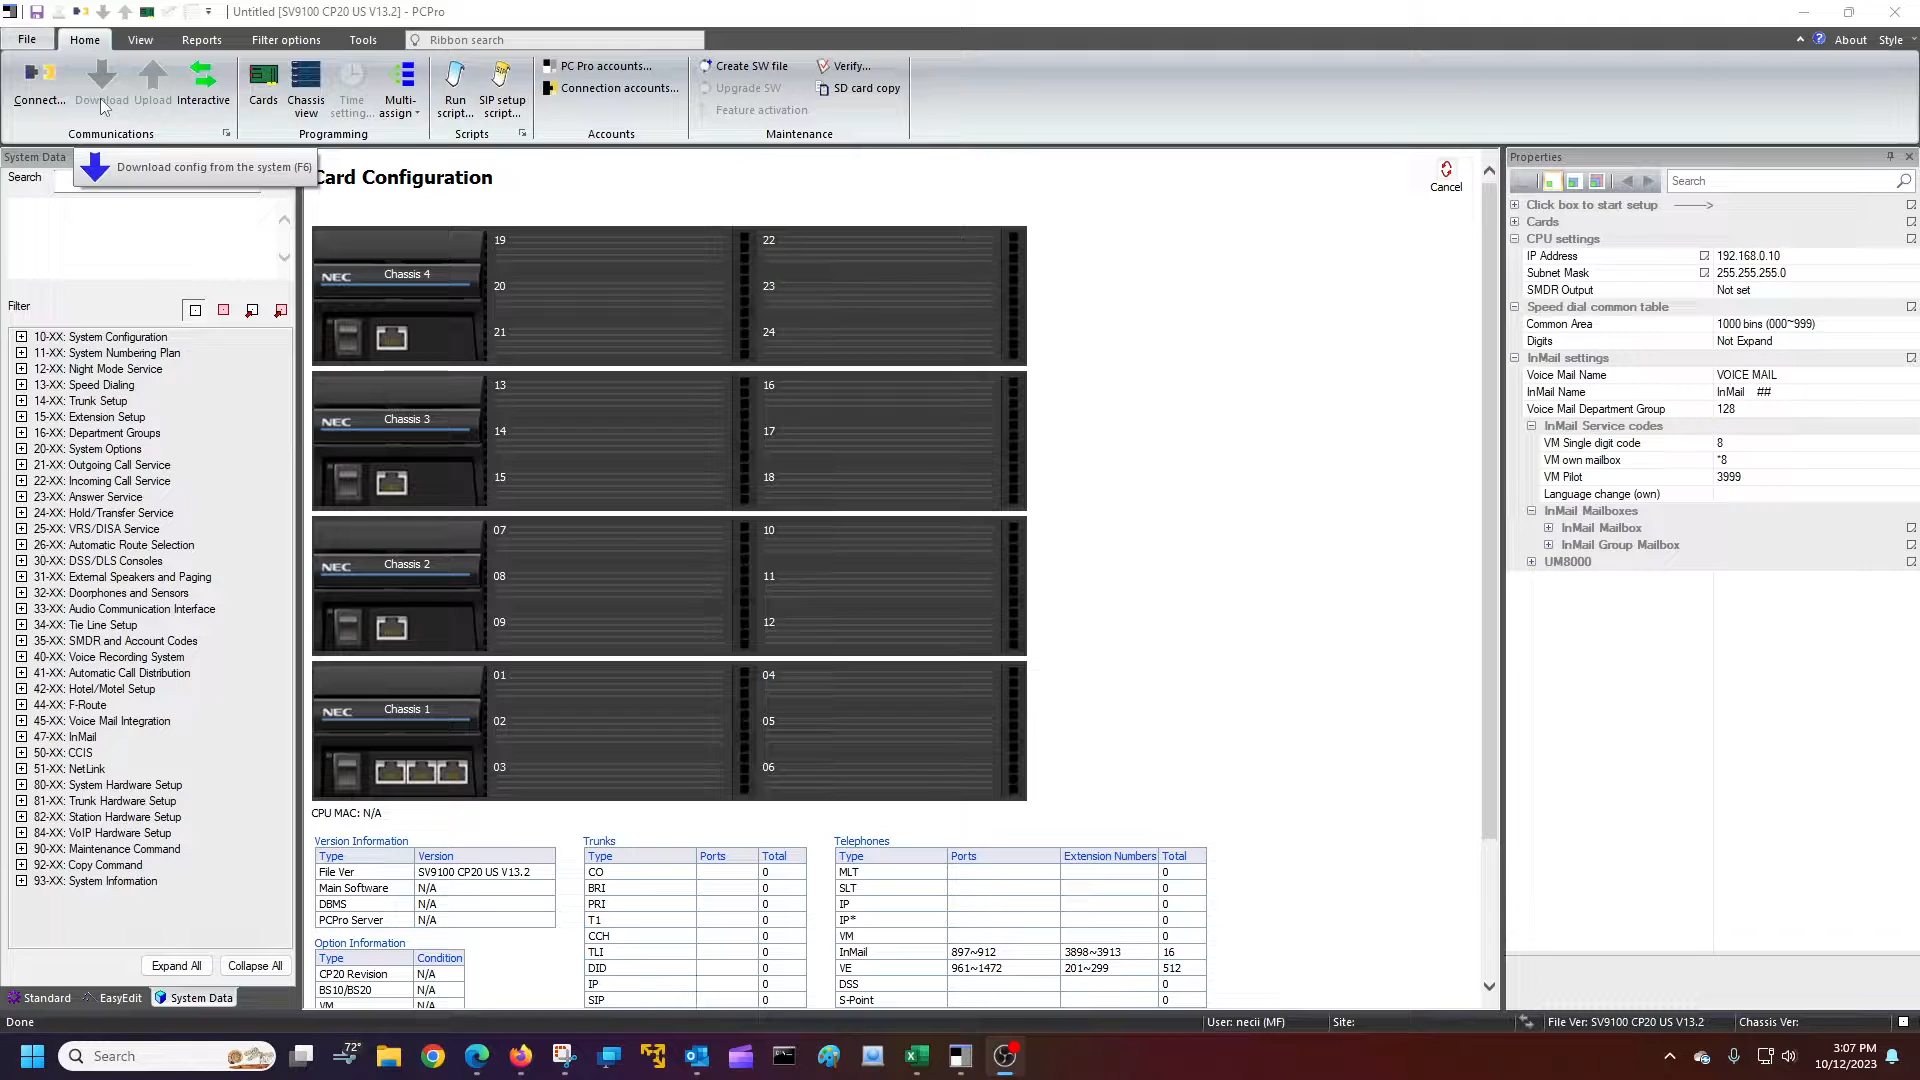 Untitled [SV9100 CP20 US V13.2] - PCPro
File Home View Reports Filter options Tools Ribbon search About Style
Connect... Download Upload Interactive
Communications
Cards Chassis view Time setting... Multi-assign
Programming
Run script... SIP setup script...
Scripts
PC Pro accounts...
Connection accounts...
Accounts
Create SW file Verify...
Upgrade SW SD card copy
Feature activation
Maintenance
Download config from the system (F6)
System Data
Search
Filter
10-XX: System Configuration
11-XX: System Numbering Plan
12-XX: Night Mode Service
13-XX: Speed Dialing
14-XX: Trunk Setup
15-XX: Extension Setup
16-XX: Department Groups
20-XX: System Options
21-XX: Outgoing Call Service
22-XX: Incoming Call Service
23-XX: Answer Service
24-XX: Hold/Transfer Service
25-XX: VRS/DISA Service
26-XX: Automatic Route Selection
30-XX: DSS/DLS Consoles
31-XX: External Speakers and Paging
32-XX: Doorphones and Sensors
33-XX: Audio Communication Interface
34-XX: Tie Line Setup
35-XX: SMDR and Account Codes
40-XX: Voice Recording System
41-XX: Automatic Call Distribution
42-XX: Hotel/Motel Setup
44-XX: F-Route
45-XX: Voice Mail Integration
47-XX: InMail
50-XX: CCIS
51-XX: NetLink
80-XX: System Hardware Setup
81-XX: Trunk Hardware Setup
82-XX: Station Hardware Setup
84-XX: VoIP Hardware Setup
90-XX: Maintenance Command
92-XX: Copy Command
93-XX: System Information
Expand All Collapse All
Standard EasyEdit System Data
Card Configuration
Cancel
NEC Chassis 4
19 22
20 23
21 24
NEC Chassis 3
13 16
14 17
15 18
NEC Chassis 2
07 10
08 11
09 12
NEC Chassis 1
01 04
02 05
03 06
CPU MAC: N/A
Version Information
Type Version
File Ver SV9100 CP20 US V13.2
Main Software N/A
DBMS N/A
PCPro Server N/A
Option Information
Type Condition
CP20 Revision N/A
BS10/BS20 N/A
VM N/A
Trunks
Type Ports Total
CO 0
BRI 0
PRI 0
T1 0
CCH 0
TLI 0
DID 0
IP 0
SIP 0
Telephones
Type Ports Extension Numbers Total
MLT 0
SLT 0
IP 0
IP* 0
VM 0
InMail 897~912 3898~3913 16
VE 961~1472 201~299 512
DSS 0
S-Point 0
Properties
Search
Click box to start setup ----->
Cards
CPU settings
IP Address 192.168.0.10
Subnet Mask 255.255.255.0
SMDR Output Not set
Speed dial common table
Common Area 1000 bins (000~999)
Digits Not Expand
InMail settings
Voice Mail Name VOICE MAIL
InMail Name InMail ##
Voice Mail Department Group 128
InMail Service codes
VM Single digit code 8
VM own mailbox *8
VM Pilot 3999
Language change (own)
InMail Mailboxes
InMail Mailbox
InMail Group Mailbox
UM8000
Done User: necii (MF) Site: File Ver: SV9100 CP20 US V13.2 Chassis Ver:
Search 72° 3:07 PM
10/12/2023